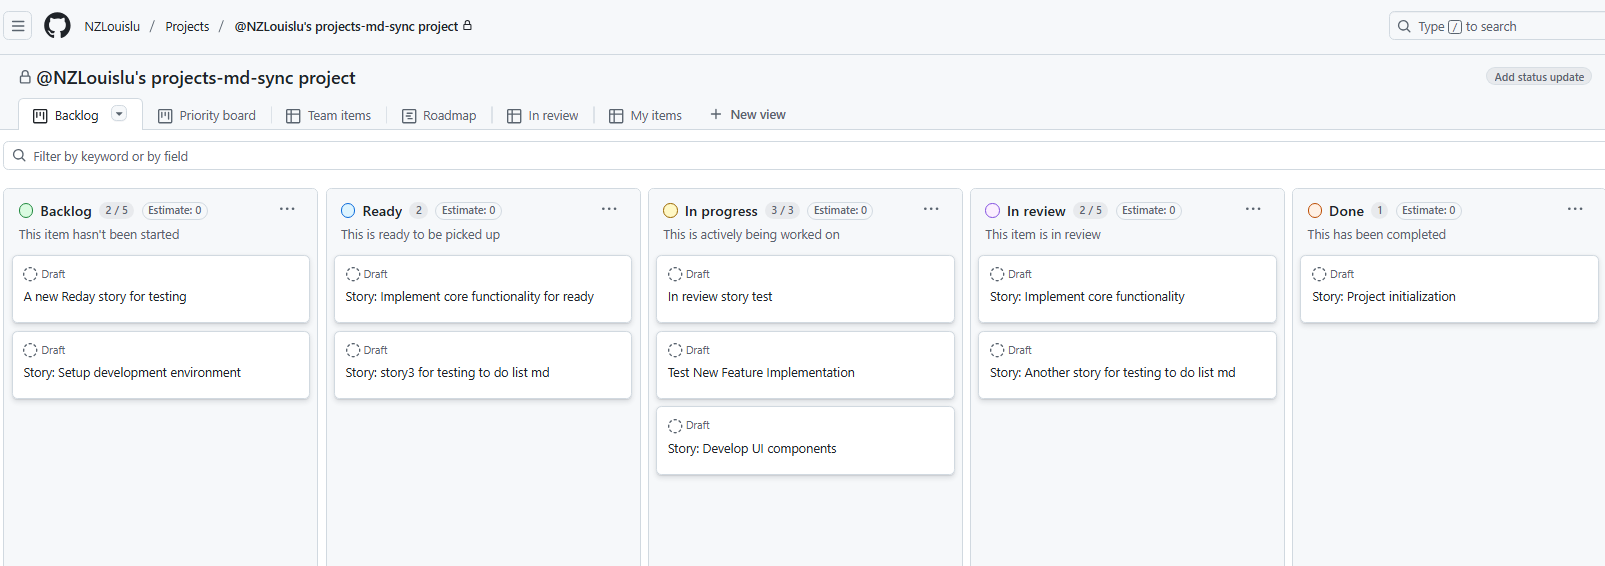 NZLouislu / Projects / @NZLouislu's projects-md-sync project
Type / to search
@NZLouislu's projects-md-sync project
Add status update
Backlog
Priority board
Team items
Roadmap
In review
My items
+ New view
Filter by keyword or by field
Backlog 2 / 5 Estimate: 0 ...
This item hasn't been started
Draft
A new Reday story for testing
Draft
Story: Setup development environment
Ready 2 Estimate: 0 ...
This is ready to be picked up
Draft
Story: Implement core functionality for ready
Draft
Story: story3 for testing to do list md
In progress 3 / 3 Estimate: 0 ...
This is actively being worked on
Draft
In review story test
Draft
Test New Feature Implementation
Draft
Story: Develop UI components
In review 2 / 5 Estimate: 0 ...
This item is in review
Draft
Story: Implement core functionality
Draft
Story: Another story for testing to do list md
Done 1 Estimate: 0 ...
This has been completed
Draft
Story: Project initialization